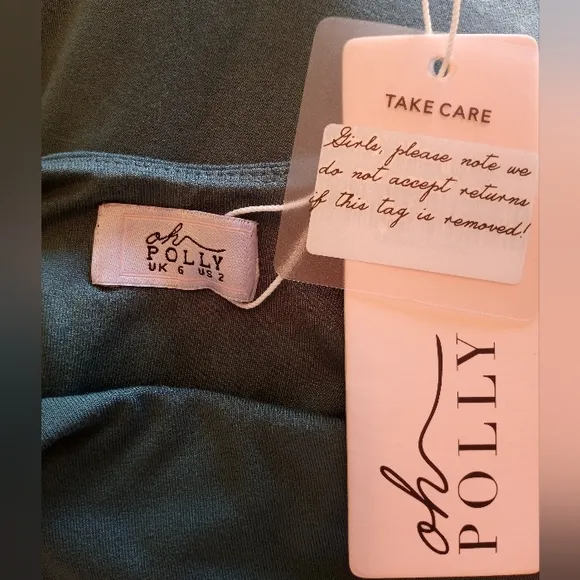 TAKE CARE
Girls, please note we
do not accept returns
if this tag is removed!
oh
POLLY
UK 6 US 2
oh
POLLY